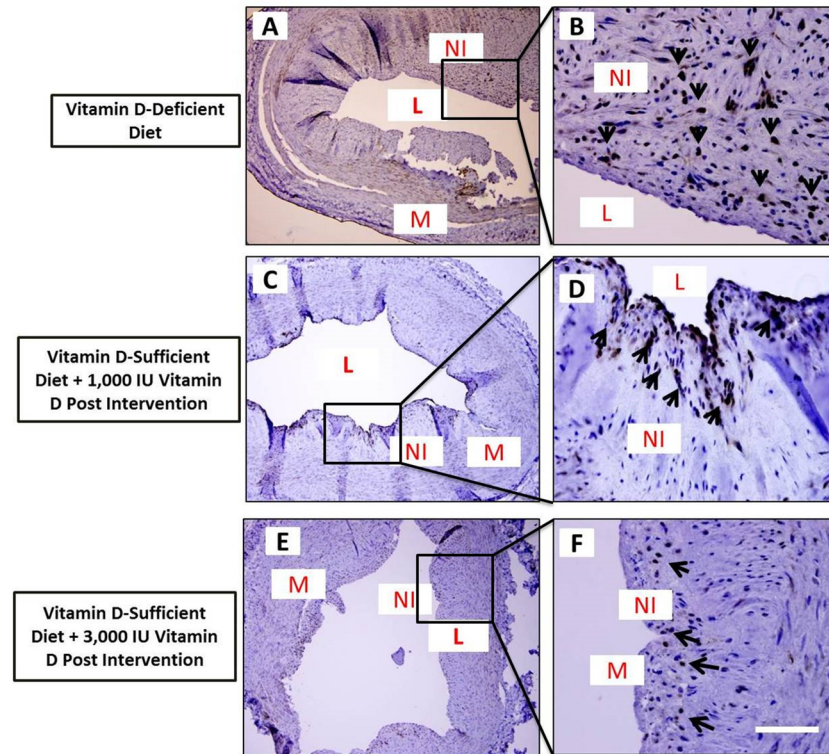 A
NI
L
M
B
NI
L
Vitamin D-Deficient
Diet
C
L
NI
M
D
L
NI
Vitamin D-Sufficient
Diet + 1,000 IU Vitamin
D Post Intervention
E
M
NI
L
F
NI
M
Vitamin D-Sufficient
Diet + 3,000 IU Vitamin
D Post Intervention